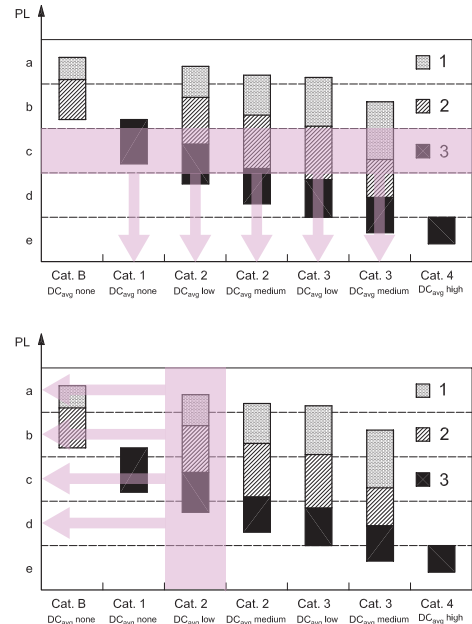 PL
a
1
b
2
c
3
d
e
Cat. B Cat. 1 Cat. 2 Cat. 2 Cat. 3 Cat. 3 Cat. 4
DCavg none DCavg none DCavg low DCavg medium DCavg low DCavg medium DCavg high
PL
a
1
b
2
c
3
d
e
Cat. B Cat. 1 Cat. 2 Cat. 2 Cat. 3 Cat. 3 Cat. 4
DCavg none DCavg none DCavg low DCavg medium DCavg low DCavg medium DCavg high